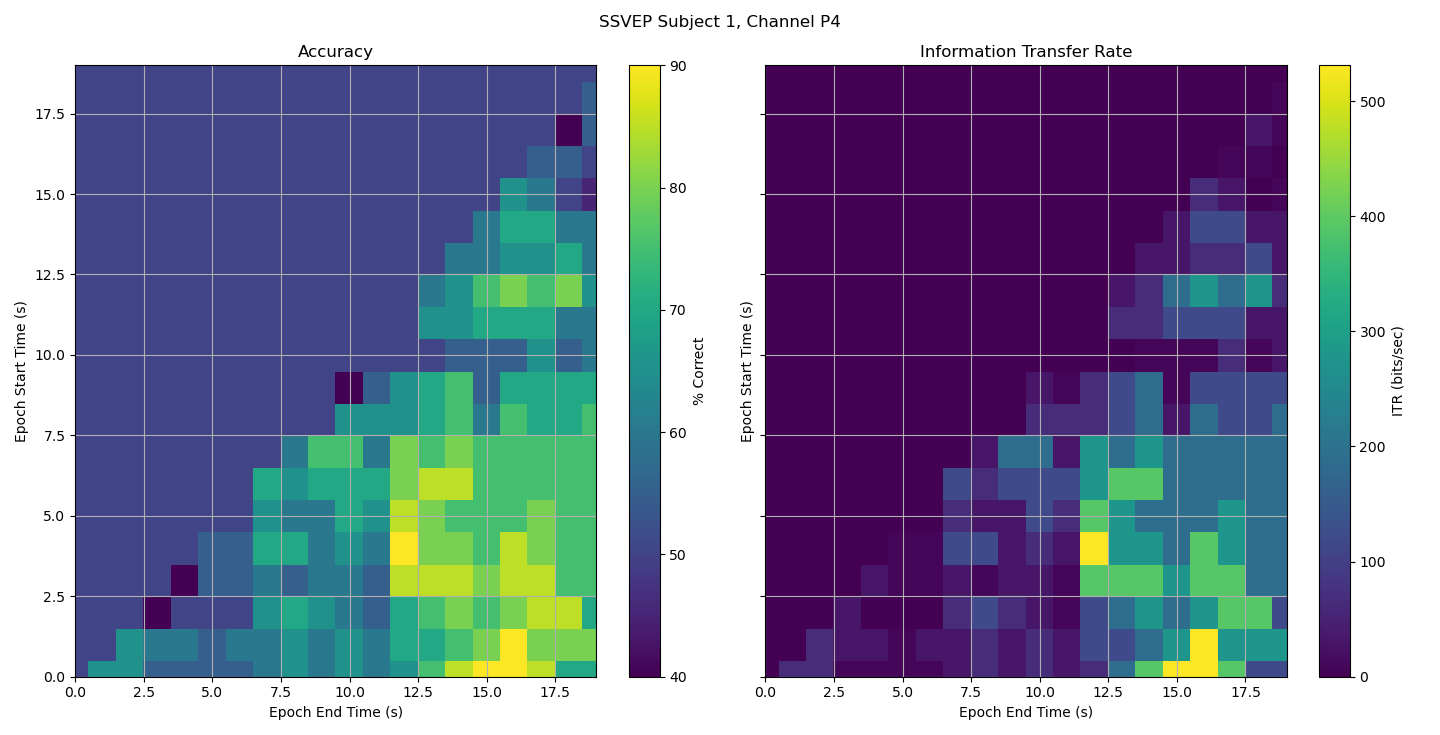 SSVEP Subject 1, Channel P4
Accuracy
Information Transfer Rate
90
80
70
60
50
40
% Correct
500
400
300
200
100
0
ITR (bits/sec)
17.5
15.0
12.5
10.0
7.5
5.0
2.5
0.0
Epoch Start Time (s)
Epoch Start Time (s)
0.0 2.5 5.0 7.5 10.0 12.5 15.0 17.5
0.0 2.5 5.0 7.5 10.0 12.5 15.0 17.5
Epoch End Time (s)
Epoch End Time (s)